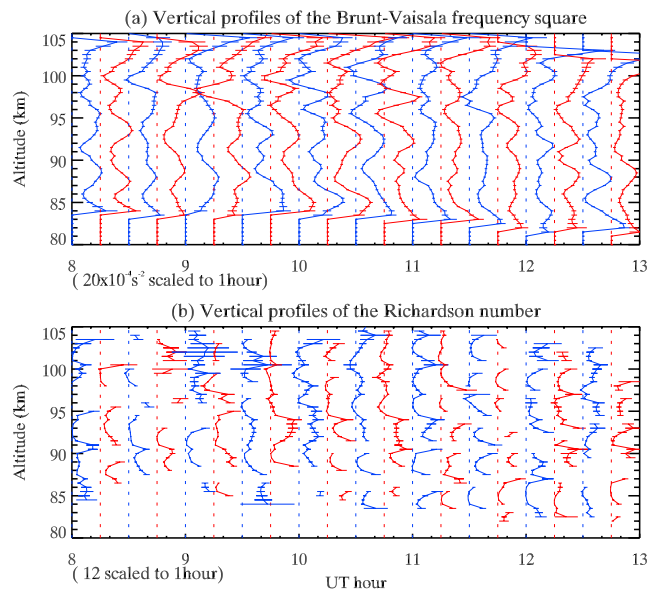 (a) Vertical profiles of the Brunt-Vaisala frequency square
105
100
95
90
85
80
Altitude (km)
8 9 10 11 12 13
( 20x10⁻⁴s⁻² scaled to 1hour)
(b) Vertical profiles of the Richardson number
105
100
95
90
85
80
Altitude (km)
8 9 10 11 12 13
( 12 scaled to 1hour)
UT hour